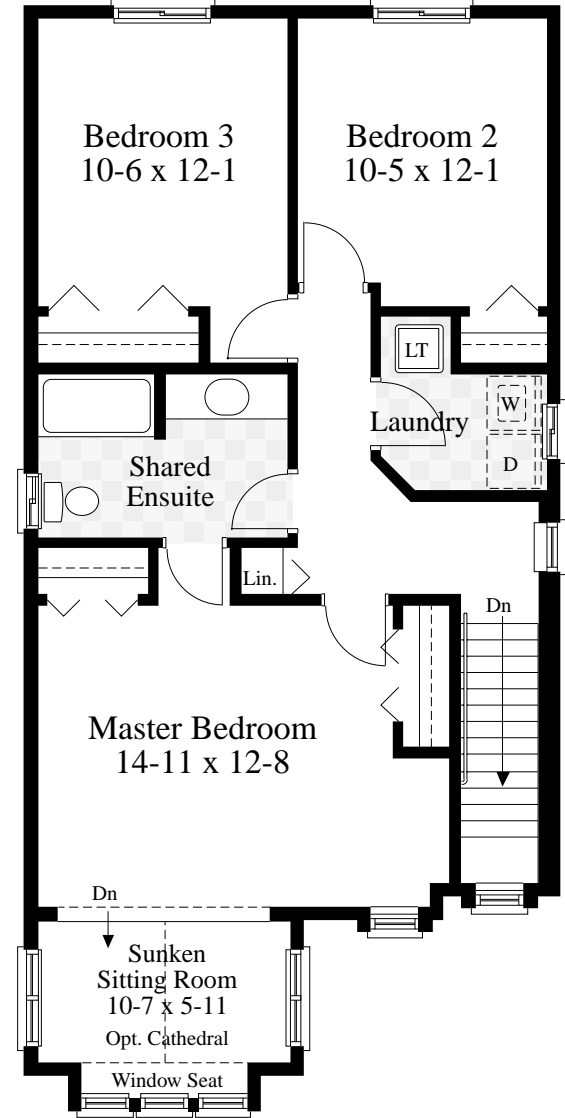 Bedroom 3
10-6 x 12-1
Bedroom 2
10-5 x 12-1
LT
Laundry
W
D
Shared
Ensuite
Lin.
Dn
Master Bedroom
14-11 x 12-8
Dn
Sunken
Sitting Room
10-7 x 5-11
Opt. Cathedral
Window Seat